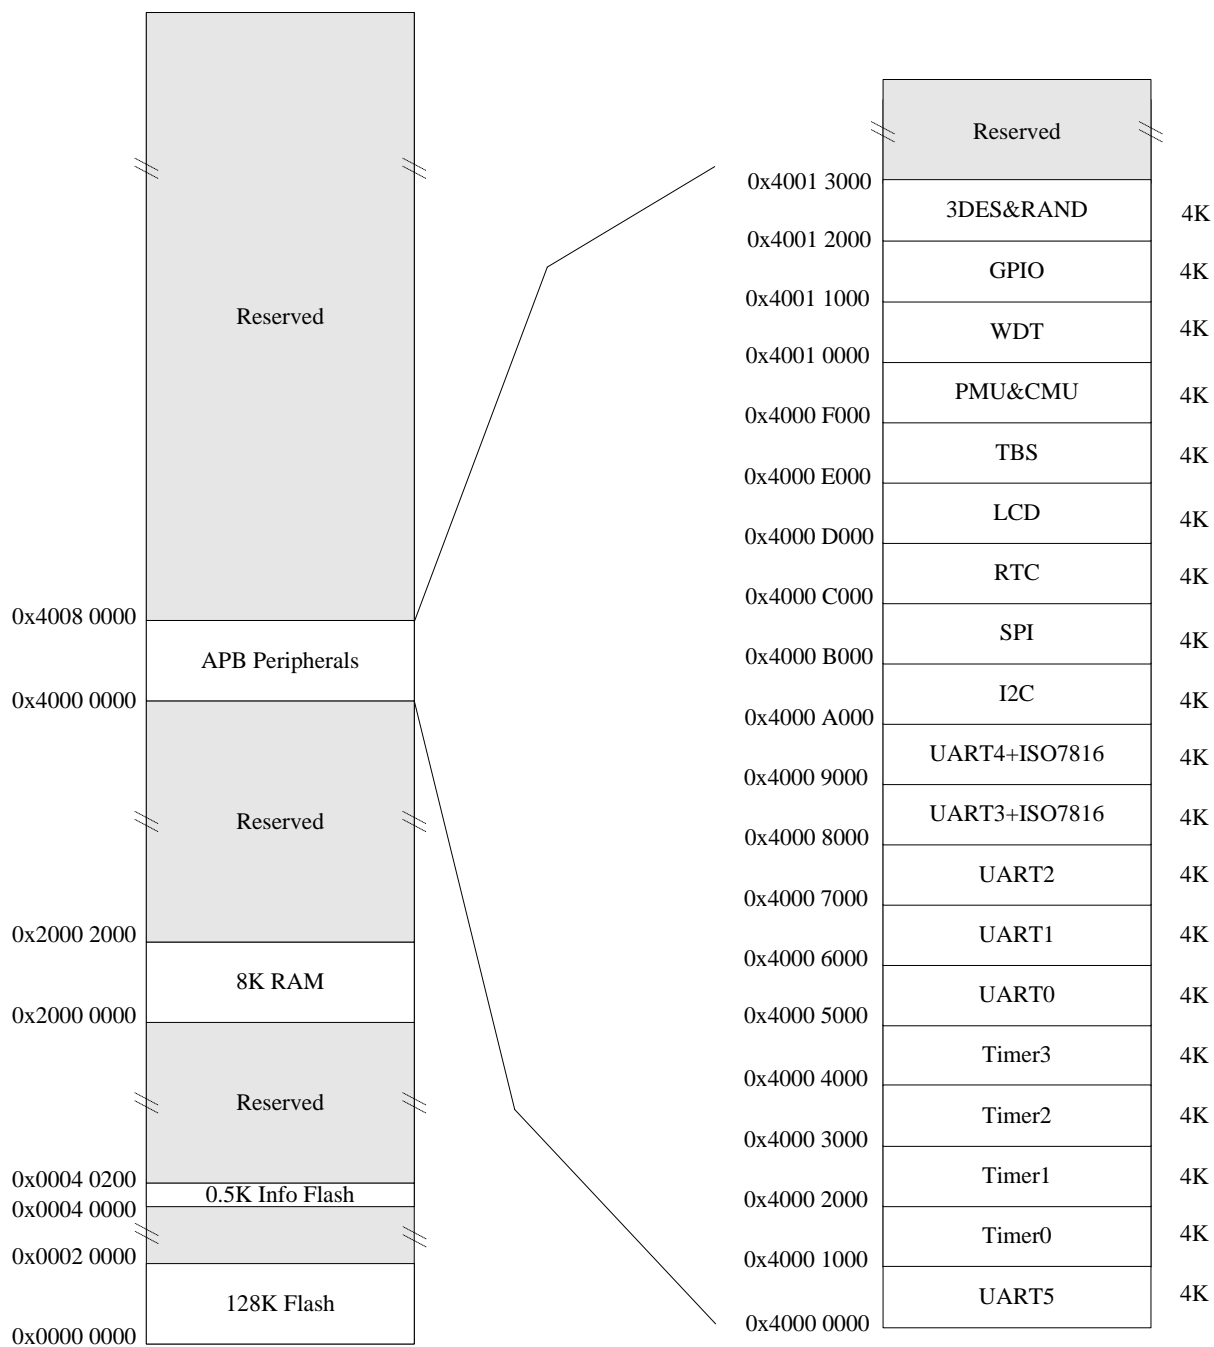 Reserved
0x4008 0000
APB Peripherals
0x4000 0000
Reserved
0x2000 2000
8K RAM
0x2000 0000
Reserved
0x0004 0200
0.5K Info Flash
0x0004 0000
0x0002 0000
128K Flash
0x0000 0000
Reserved
0x4001 3000
3DES&RAND 4K
0x4001 2000
GPIO 4K
0x4001 1000
WDT 4K
0x4001 0000
PMU&CMU 4K
0x4000 F000
TBS 4K
0x4000 E000
LCD 4K
0x4000 D000
RTC 4K
0x4000 C000
SPI 4K
0x4000 B000
I2C 4K
0x4000 A000
UART4+ISO7816 4K
0x4000 9000
UART3+ISO7816 4K
0x4000 8000
UART2 4K
0x4000 7000
UART1 4K
0x4000 6000
UART0 4K
0x4000 5000
Timer3 4K
0x4000 4000
Timer2 4K
0x4000 3000
Timer1 4K
0x4000 2000
Timer0 4K
0x4000 1000
UART5 4K
0x4000 0000